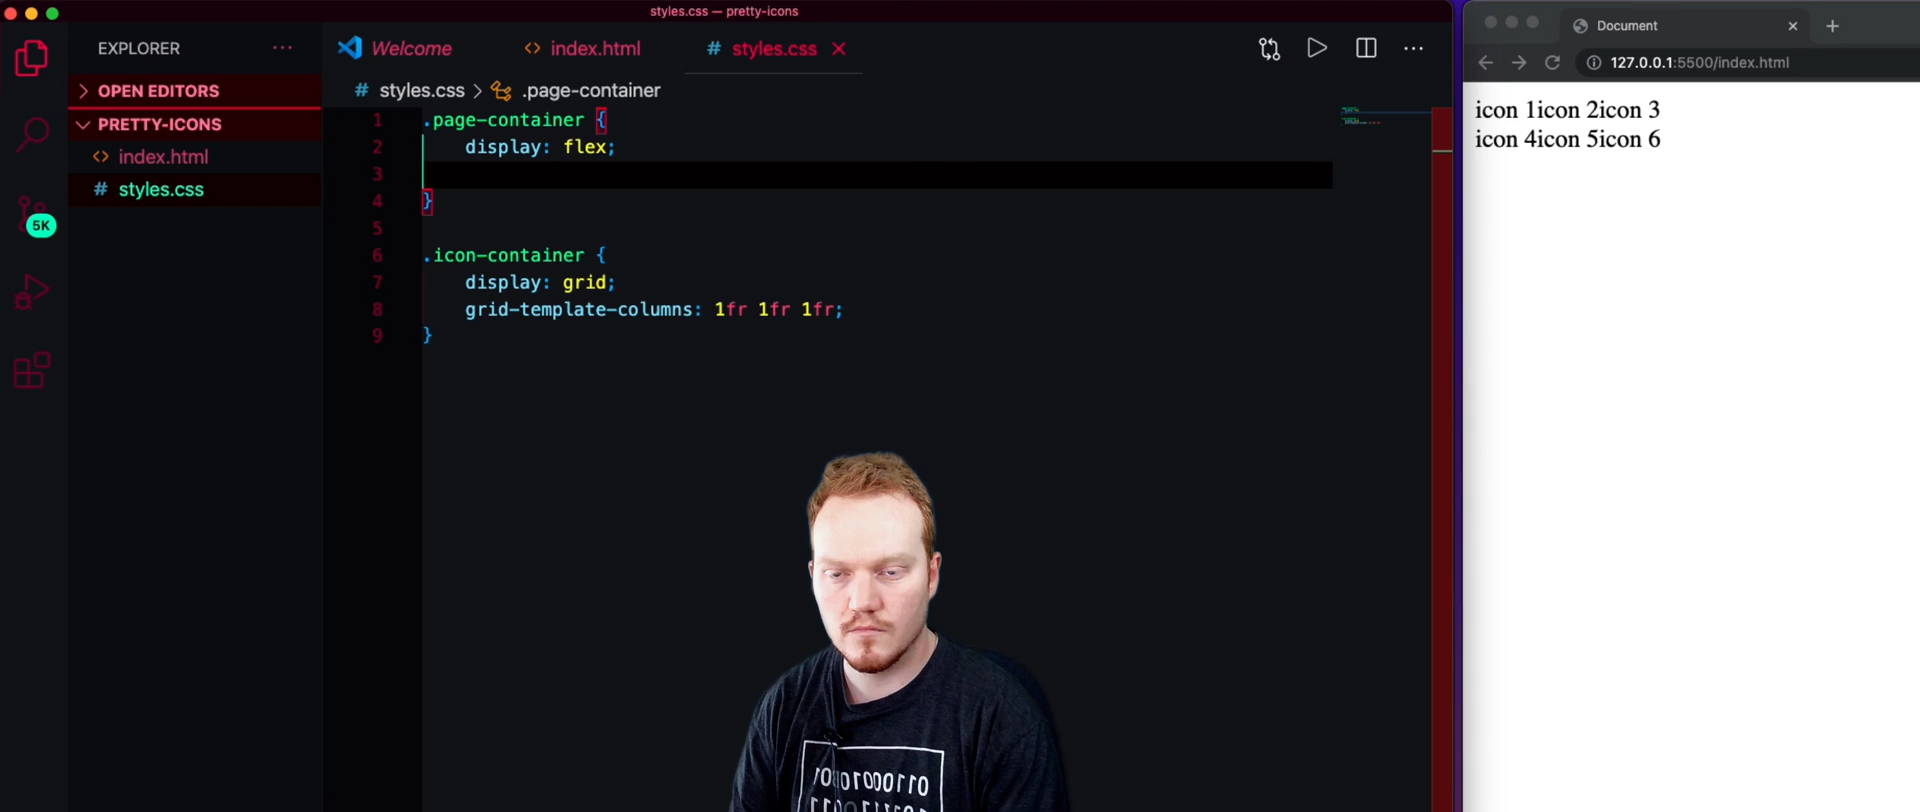 styles.css — pretty-icons
EXPLORER
OPEN EDITORS
PRETTY-ICONS
index.html
styles.css
5K
Welcome
index.html
styles.css
styles.css > .page-container
1 .page-container {
2 display: flex;
3
4 }
5
6 .icon-container {
7 display: grid;
8 grid-template-columns: 1fr 1fr 1fr;
9 }
Document
127.0.0.1:5500/index.html
icon 1icon 2icon 3
icon 4icon 5icon 6